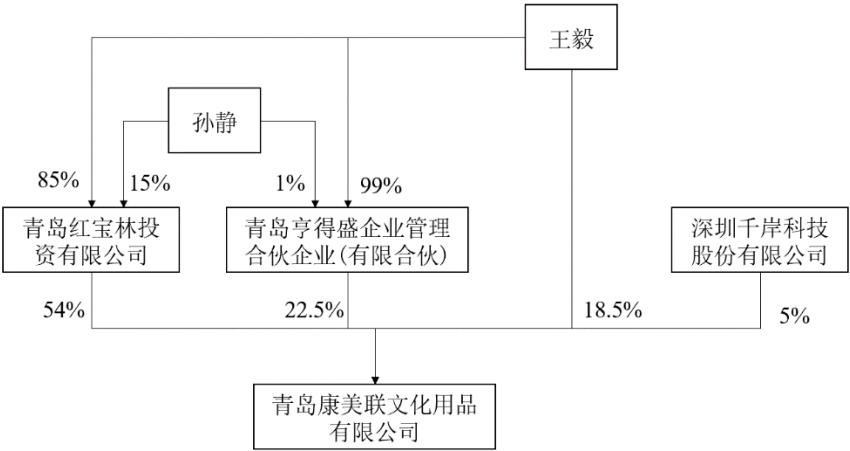 王毅
孙静
85%
15%
1%
99%
青岛红宝林投
资有限公司
青岛亨得盛企业管理
合伙企业(有限合伙)
深圳千岸科技
股份有限公司
54%
22.5%
18.5%
5%
青岛康美联文化用品
有限公司